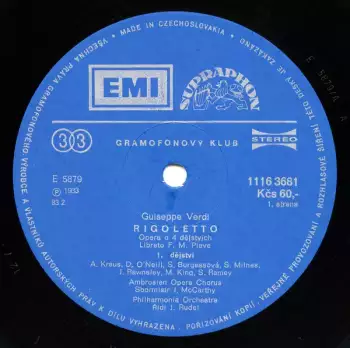 • MADE IN CZECHOSLOVAKIA •
VŠECHNA PRÁVA GRAMOFONOVÉHO VÝROBCE A VLASTNÍKŮ AUTORSKÝCH PRÁV K DÍLU VYHRAZENA. POŘIZOVÁNÍ KOPIÍ, VEŘEJNÉ PROVOZOVÁNÍ A ROZHLASOVÉ ŠÍŘENÍ TÉTO DESKY JE ZAKÁZÁNO
EMI
SUPRAPHON
33
GRAMOFONOVÝ KLUB
STEREO
E 5879
1116 3661
Ⓟ 1983
Kčs 60,-
83 2.
1. strana
Guiseppe Verdi
RIGOLETTO
Opera o 4 dějstvích
Libreto F. M. Piave
1. dějství
A. Kraus, D. O'Neill, S. Burgessová, S. Milnes,
J. Rawnsley, M. King, S. Ramey
Ambrosian Opera Chorus
Sbormistr J. McCarthy
Philharmonia Orchestra
Řídí J. Rudel
E 5879/A